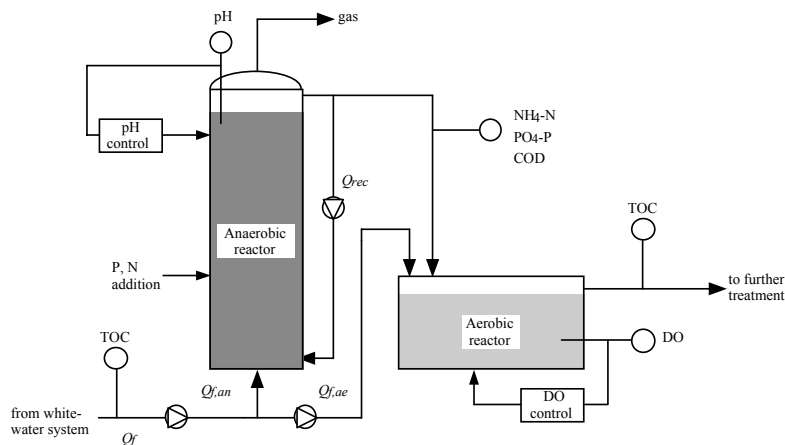 pH
gas
pH
control
NH4-N
PO4-P
COD
Qrec
TOC
Anaerobic
reactor
P, N
addition
to further
treatment
Aerobic
reactor
TOC
DO
Qf,an
Qf,ae
DO
control
from white-
water system
Qf